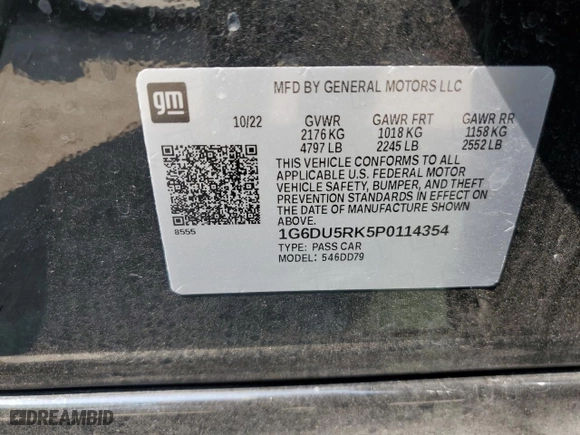 gm
MFD BY GENERAL MOTORS LLC
10/22 GVWR GAWR FRT GAWR RR
2176 KG 1018 KG 1158 KG
4797 LB 2245 LB 2552 LB
THIS VEHICLE CONFORMS TO ALL
APPLICABLE U.S. FEDERAL MOTOR
VEHICLE SAFETY, BUMPER, AND THEFT
PREVENTION STANDARDS IN EFFECT ON
THE DATE OF MANUFACTURE SHOWN
ABOVE.
8555
1G6DU5RK5P0114354
TYPE: PASS CAR
MODEL: 546DD79
DREAMBID